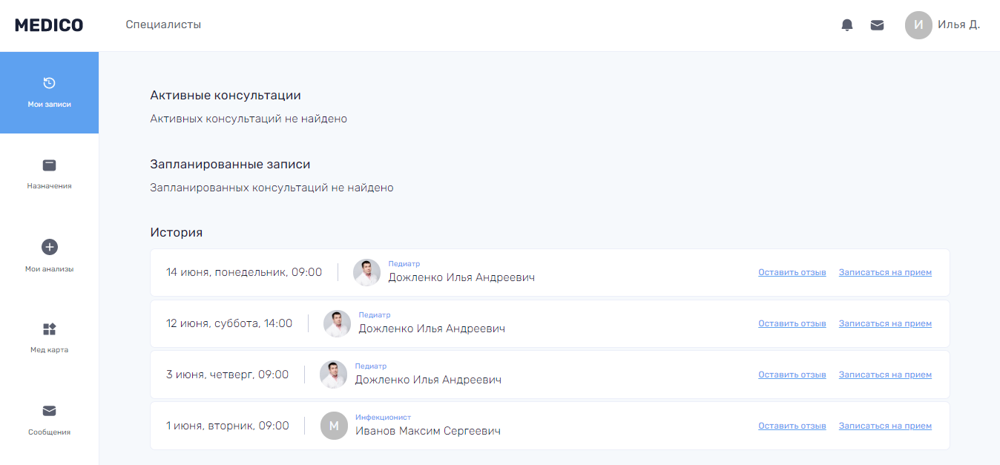 MEDICO
Специалисты
И
Илья Д.
Мои записи
Назначения
Мои анализы
Мед карта
Сообщения
Активные консультации
Активных консультаций не найдено
Запланированные записи
Запланированных консультаций не найдено
История
14 июня, понедельник, 09:00
Педиатр
Дожленко Илья Андреевич
Оставить отзыв
Записаться на прием
12 июня, суббота, 14:00
Педиатр
Дожленко Илья Андреевич
Оставить отзыв
Записаться на прием
3 июня, четверг, 09:00
Педиатр
Дожленко Илья Андреевич
Оставить отзыв
Записаться на прием
1 июня, вторник, 09:00
М
Инфекционист
Иванов Максим Сергеевич
Оставить отзыв
Записаться на прием